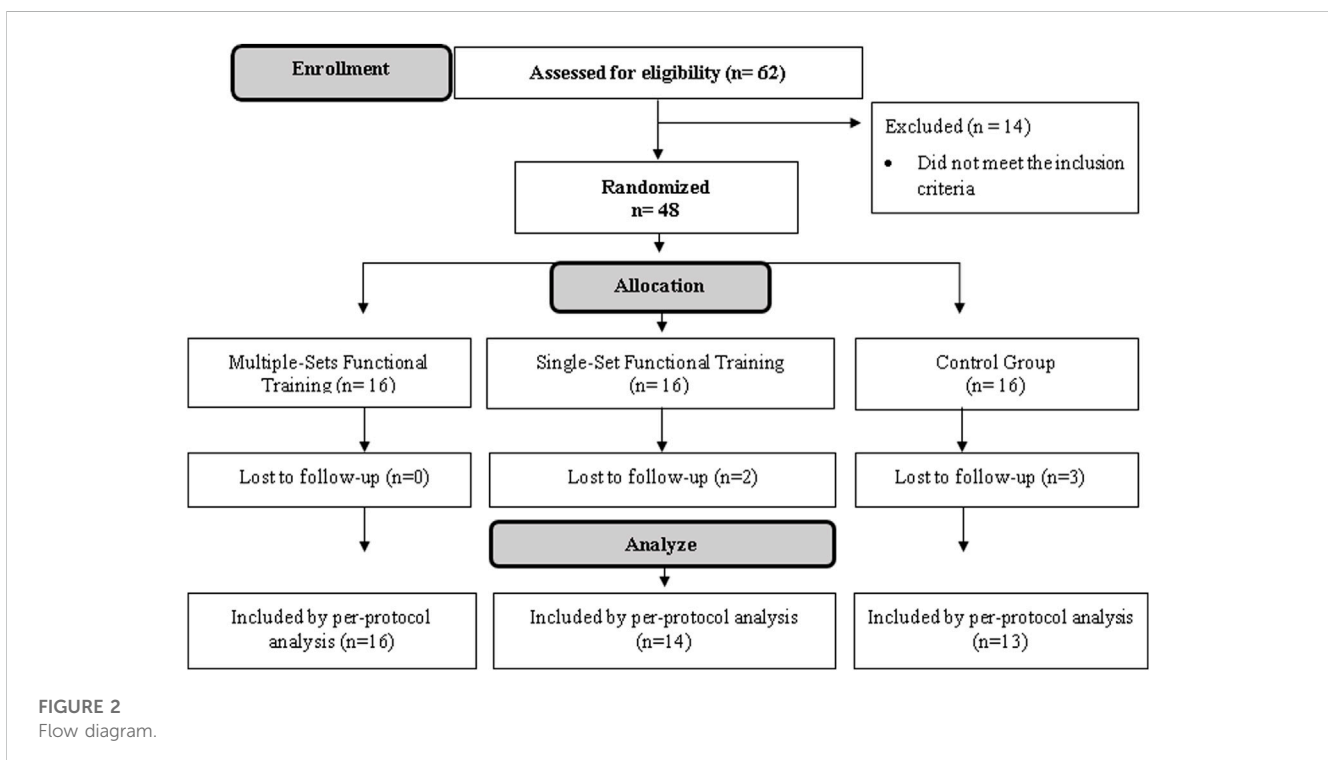 Enrollment
Assessed for eligibility (n= 62)
Excluded (n = 14)
• Did not meet the inclusion
criteria
Randomized
n= 48
Allocation
Multiple-Sets Functional
Training (n= 16)
Single-Set Functional Training
(n= 16)
Control Group
(n= 16)
Lost to follow-up (n=0)
Lost to follow-up (n=2)
Lost to follow-up (n=3)
Analyze
Included by per-protocol
analysis (n=16)
Included by per-protocol analysis
(n=14)
Included by per-protocol analysis
(n=13)
FIGURE 2
Flow diagram.